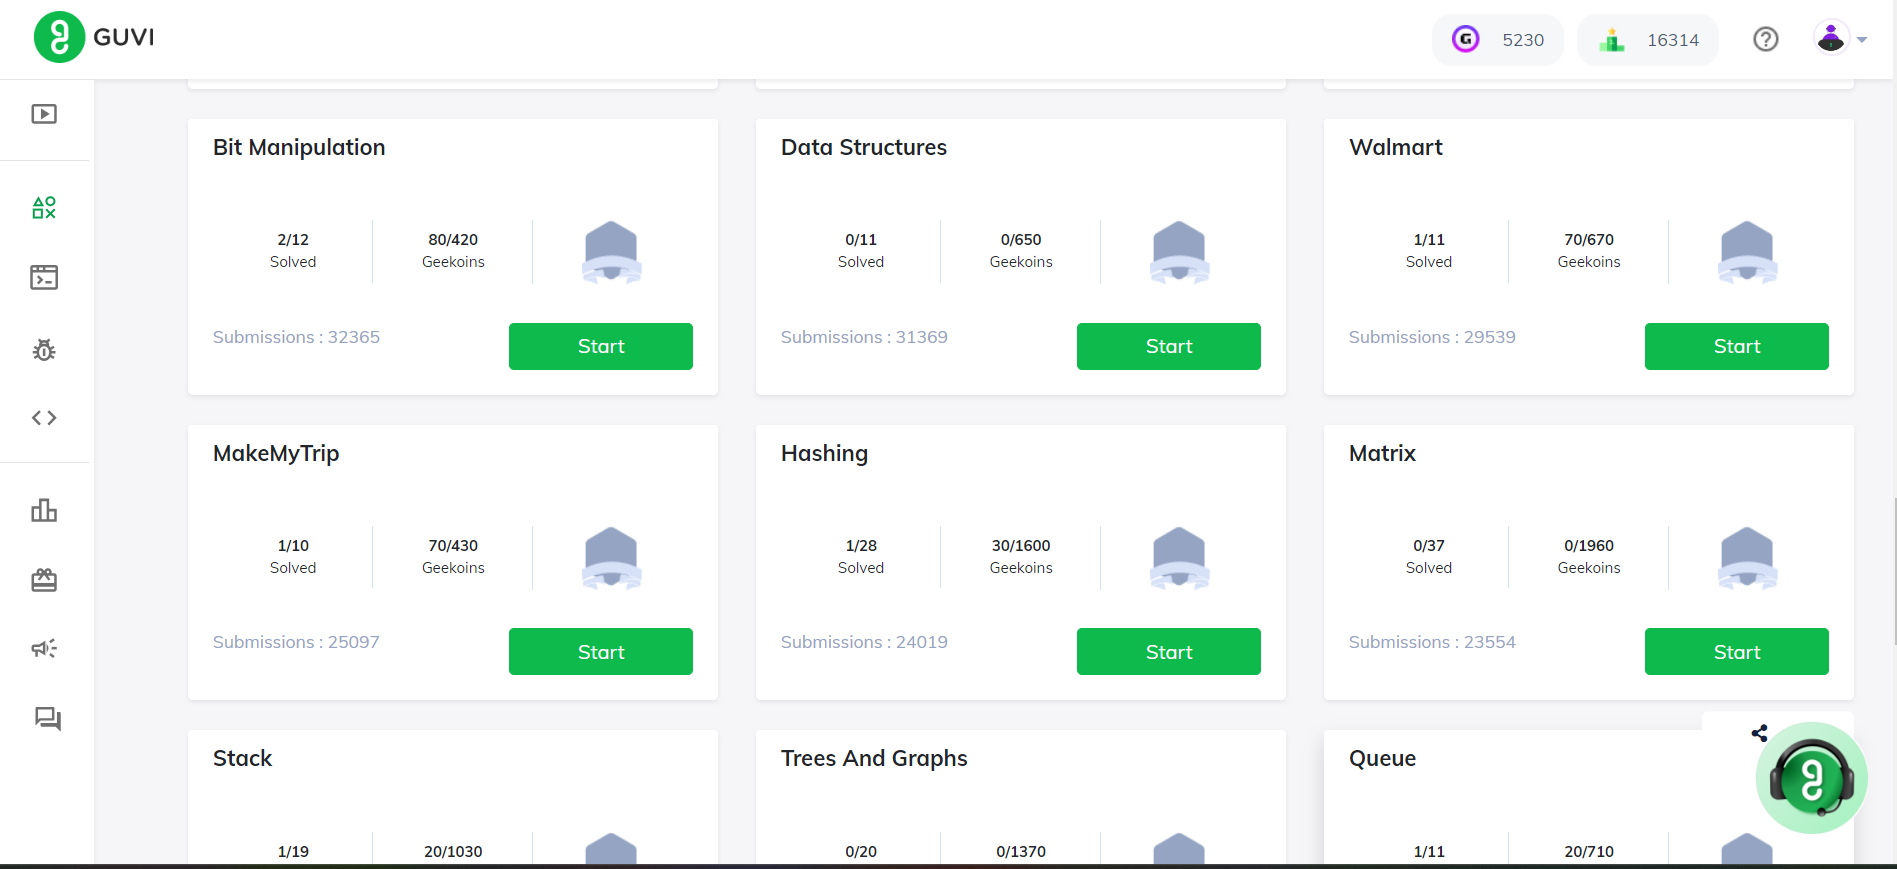 GUVI
5230
16314
Bit Manipulation
2/12
Solved
80/420
Geekoins
Submissions : 32365
Start
Data Structures
0/11
Solved
0/650
Geekoins
Submissions : 31369
Start
Walmart
1/11
Solved
70/670
Geekoins
Submissions : 29539
Start
MakeMyTrip
1/10
Solved
70/430
Geekoins
Submissions : 25097
Start
Hashing
1/28
Solved
30/1600
Geekoins
Submissions : 24019
Start
Matrix
0/37
Solved
0/1960
Geekoins
Submissions : 23554
Start
Stack
1/19
20/1030
Trees And Graphs
0/20
0/1370
Queue
1/11
20/710